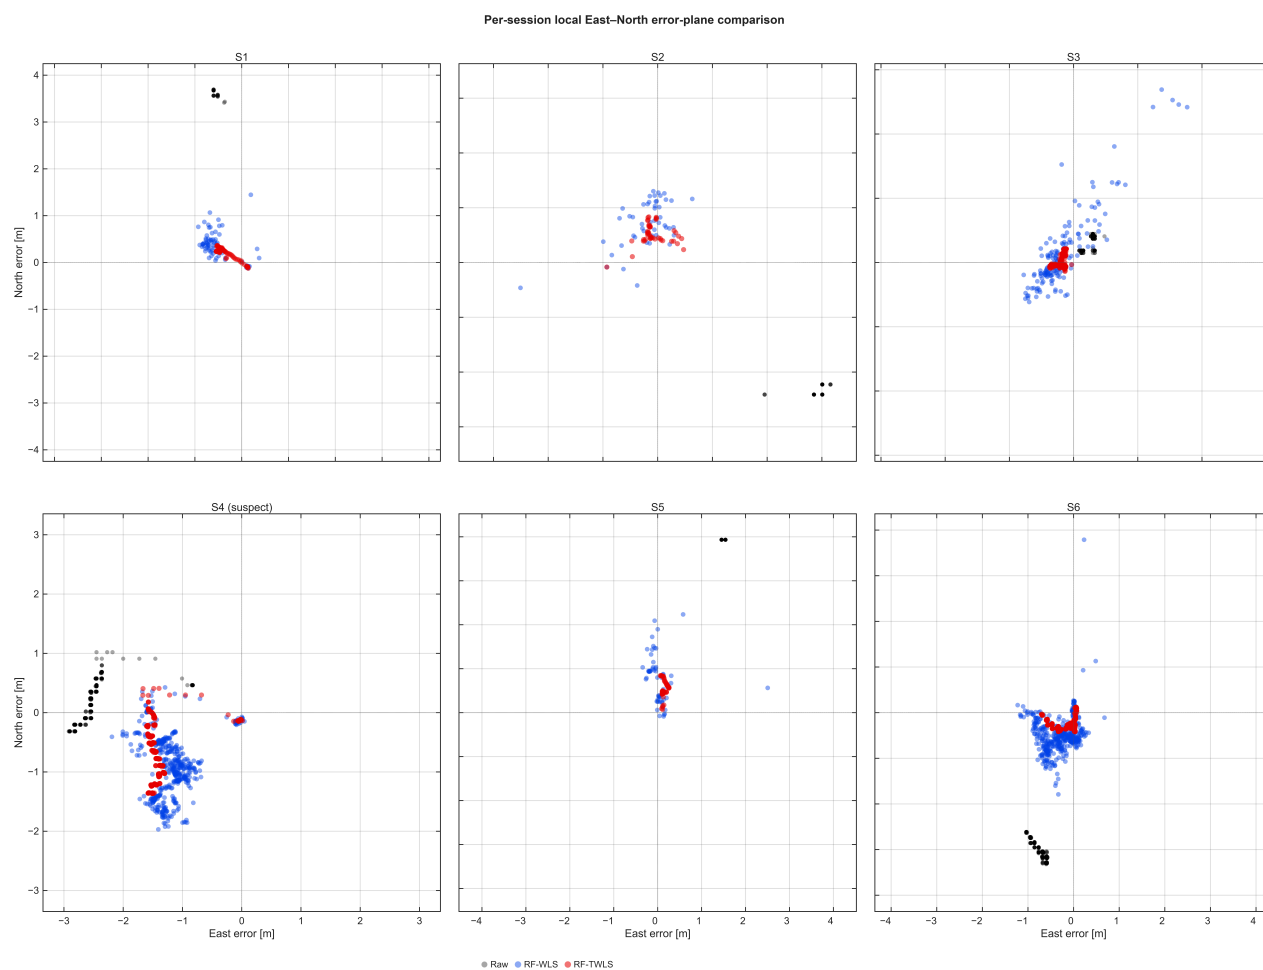 Per-session local East–North error-plane comparison
S1
S2
S3
4
3
2
1
0
−1
−2
−3
−4
North error [m]
S4 (suspect)
S5
S6
3
2
1
0
−1
−2
−3
North error [m]
−3 −2 −1 0 1 2 3
−4 −3 −2 −1 0 1 2 3 4
−4 −3 −2 −1 0 1 2 3 4
East error [m]
East error [m]
East error [m]
Raw RF-WLS RF-TWLS